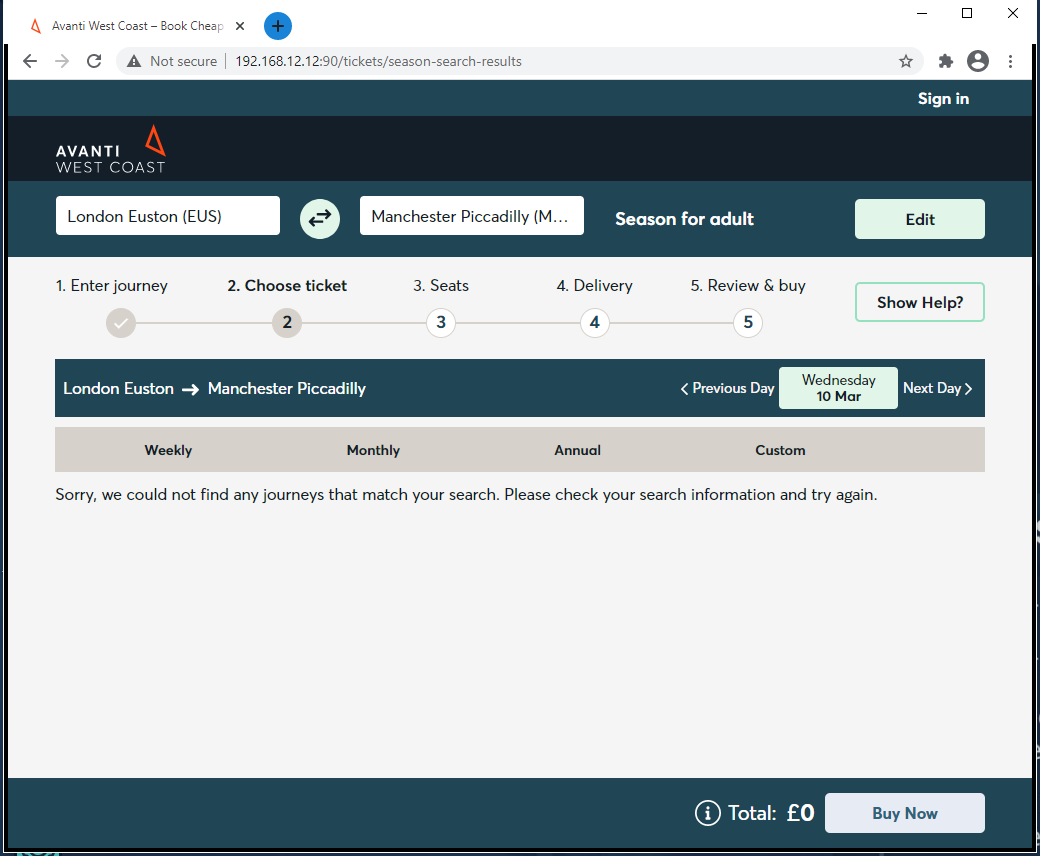 Avanti West Coast – Book Cheap
Not secure 192.168.12.12:90/tickets/season-search-results
Sign in
AVANTI
WEST COAST
London Euston (EUS) Manchester Piccadilly (M... Season for adult Edit
1. Enter journey 2. Choose ticket 3. Seats 4. Delivery 5. Review & buy
Show Help?
2 3 4 5
London Euston → Manchester Piccadilly < Previous Day Wednesday
10 Mar Next Day >
Weekly Monthly Annual Custom
Sorry, we could not find any journeys that match your search. Please check your search information and try again.
Total: £0 Buy Now